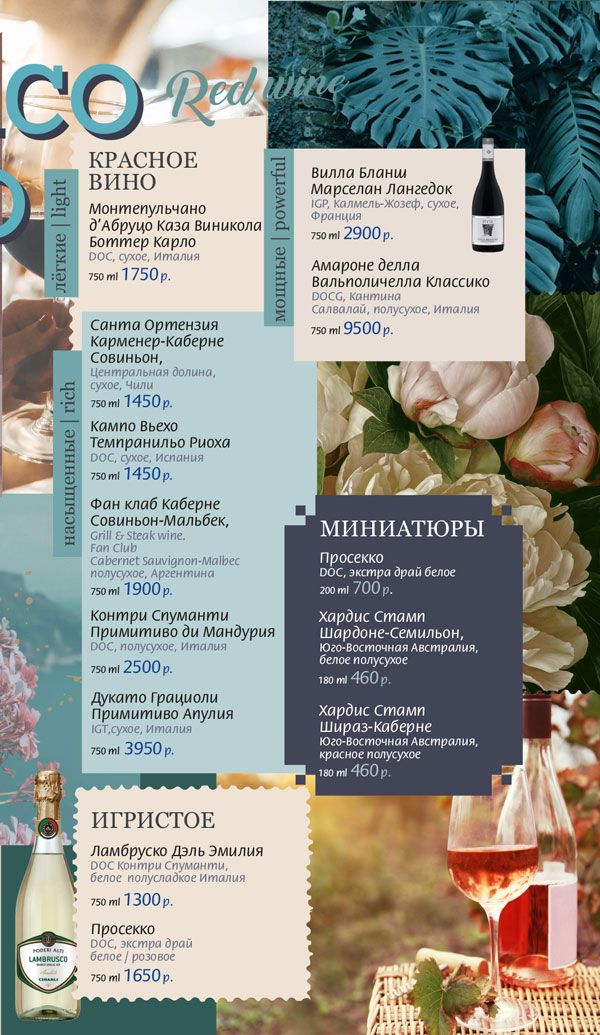 Red wine
КРАСНОЕ
ВИНО
лёгкие | light
Монтепульчано
д'Абруцо Каза Виникола
Боттер Карло
DOC, сухое, Италия
750 ml 1750 р.
насыщенные | rich
Санта Ортензия
Карменер-Каберне
Совиньон,
Центральная долина,
сухое, Чили
750 ml 1450 р.
Кампо Вьехо
Темпранильо Риоха
DOC, сухое, Испания
750 ml 1450 р.
Фан клаб Каберне
Совиньон-Мальбек,
Grill & Steak wine.
Fan Club
Cabernet Sauvignon-Malbec
полусухое, Аргентина
750 ml 1900 р.
Контри Спуманти
Примитиво ди Мандурия
DOC, полусухое, Италия
750 ml 2500 р.
Дукато Грациоли
Примитиво Апулия
IGT,сухое, Италия
750 ml 3950 р.
мощные | powerful
Вилла Бланш
Марселан Лангедок
IGP, Калмель-Жозеф, сухое,
Франция
750 ml 2900 р.
Амароне делла
Вальполичелла Классико
DOCG, Кантина
Салвалай, полусухое, Италия
750 ml 9500 р.
МИНИАТЮРЫ
Просекко
DOC, экстра драй белое
200 ml 700 р.
Хардис Стамп
Шардоне-Семильон,
Юго-Восточная Австралия,
белое полусухое
180 ml 460 р.
Хардис Стамп
Шираз-Каберне
Юго-Восточная Австралия,
красное полусухое
180 ml 460 р.
ИГРИСТОЕ
Ламбруско Дэль Эмилия
DOC Контри Спуманти,
белое полусладкое Италия
750 ml 1300 р.
Просекко
DOC, экстра драй
белое / розовое
750 ml 1650 р.
PODERI ALTI
LAMBRUSCO